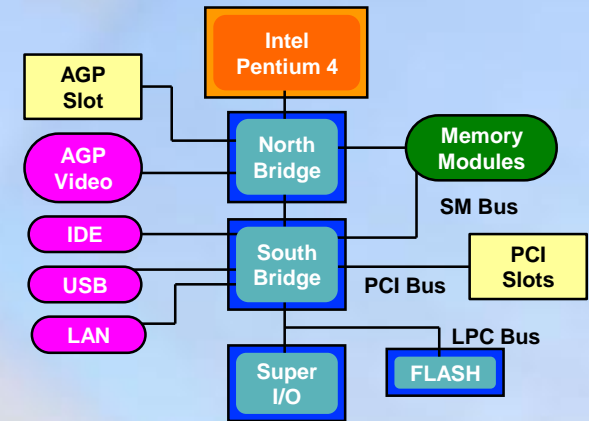 Intel
Pentium 4
AGP
Slot
North
Bridge
Memory
Modules
AGP
Video
SM Bus
IDE
South
Bridge
PCI
Slots
USB
PCI Bus
LAN
LPC Bus
Super
I/O
FLASH